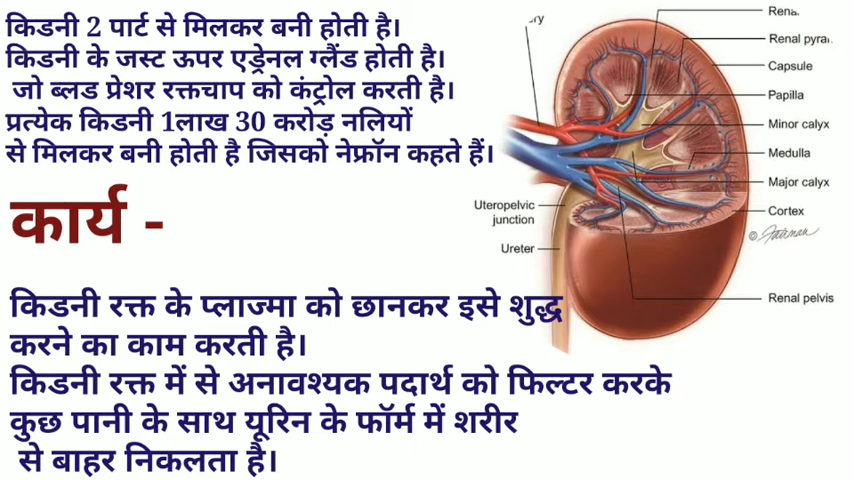 किडनी 2 पार्ट से मिलकर बनी होती है।
किडनी के जस्ट ऊपर एड्रेनल ग्लैंड होती है।
जो ब्लड प्रेशर रक्तचाप को कंट्रोल करती है।
प्रत्येक किडनी 1लाख 30 करोड़ नलियों
से मिलकर बनी होती है जिसको नेफ्रॉन कहते हैं।
कार्य -
किडनी रक्त के प्लाज्मा को छानकर इसे शुद्ध
करने का काम करती है।
किडनी रक्त में से अनावश्यक पदार्थ को फिल्टर करके
कुछ पानी के साथ यूरिन के फॉर्म में शरीर
से बाहर निकलता है।
Renal pyra
Capsule
Papilla
Minor calyx
Medulla
Major calyx
Cortex
Renal pelvis
Uteropelvic
junction
Ureter